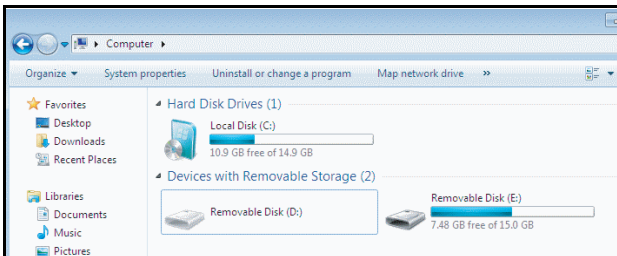 Computer
Organize System properties Uninstall or change a program Map network drive »
Favorites
Desktop
Downloads
Recent Places
Libraries
Documents
Music
Pictures
Hard Disk Drives (1)
Local Disk (C:)
10.9 GB free of 14.9 GB
Devices with Removable Storage (2)
Removable Disk (D:)
Removable Disk (E:)
7.48 GB free of 15.0 GB